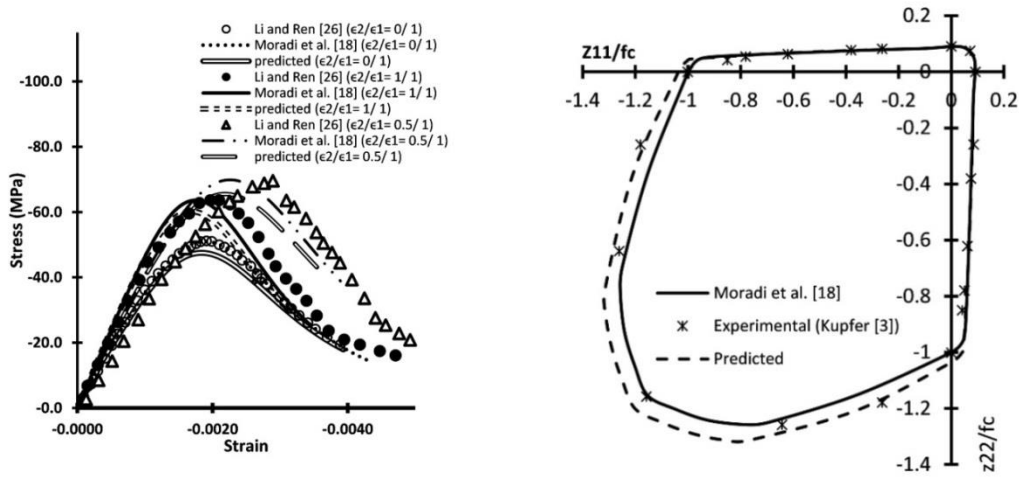 Li and Ren [26] (ϵ2/ϵ1= 0/ 1)
Moradi et al. [18] (ϵ2/ϵ1= 0/ 1)
predicted (ϵ2/ϵ1= 0/ 1)
Li and Ren [26] (ϵ2/ϵ1= 1/ 1)
Moradi et al. [18] (ϵ2/ϵ1= 1/ 1)
predicted (ϵ2/ϵ1= 1/ 1)
Li and Ren [26] (ϵ2/ϵ1= 0.5/ 1)
Moradi et al. [18] (ϵ2/ϵ1= 0.5/ 1)
predicted (ϵ2/ϵ1= 0.5/ 1)
-100.0
-80.0
-60.0
-40.0
-20.0
-0.0
Stress (MPa)
-0.0000 -0.0020 -0.0040
Strain
Z11/fc
-1.4 -1.2 -1 -0.8 -0.6 -0.4 -0.2 0 0.2
0.2
0
-0.2
-0.4
-0.6
-0.8
-1
-1.2
-1.4
z22/fc
Moradi et al. [18]
Experimental (Kupfer [3])
Predicted